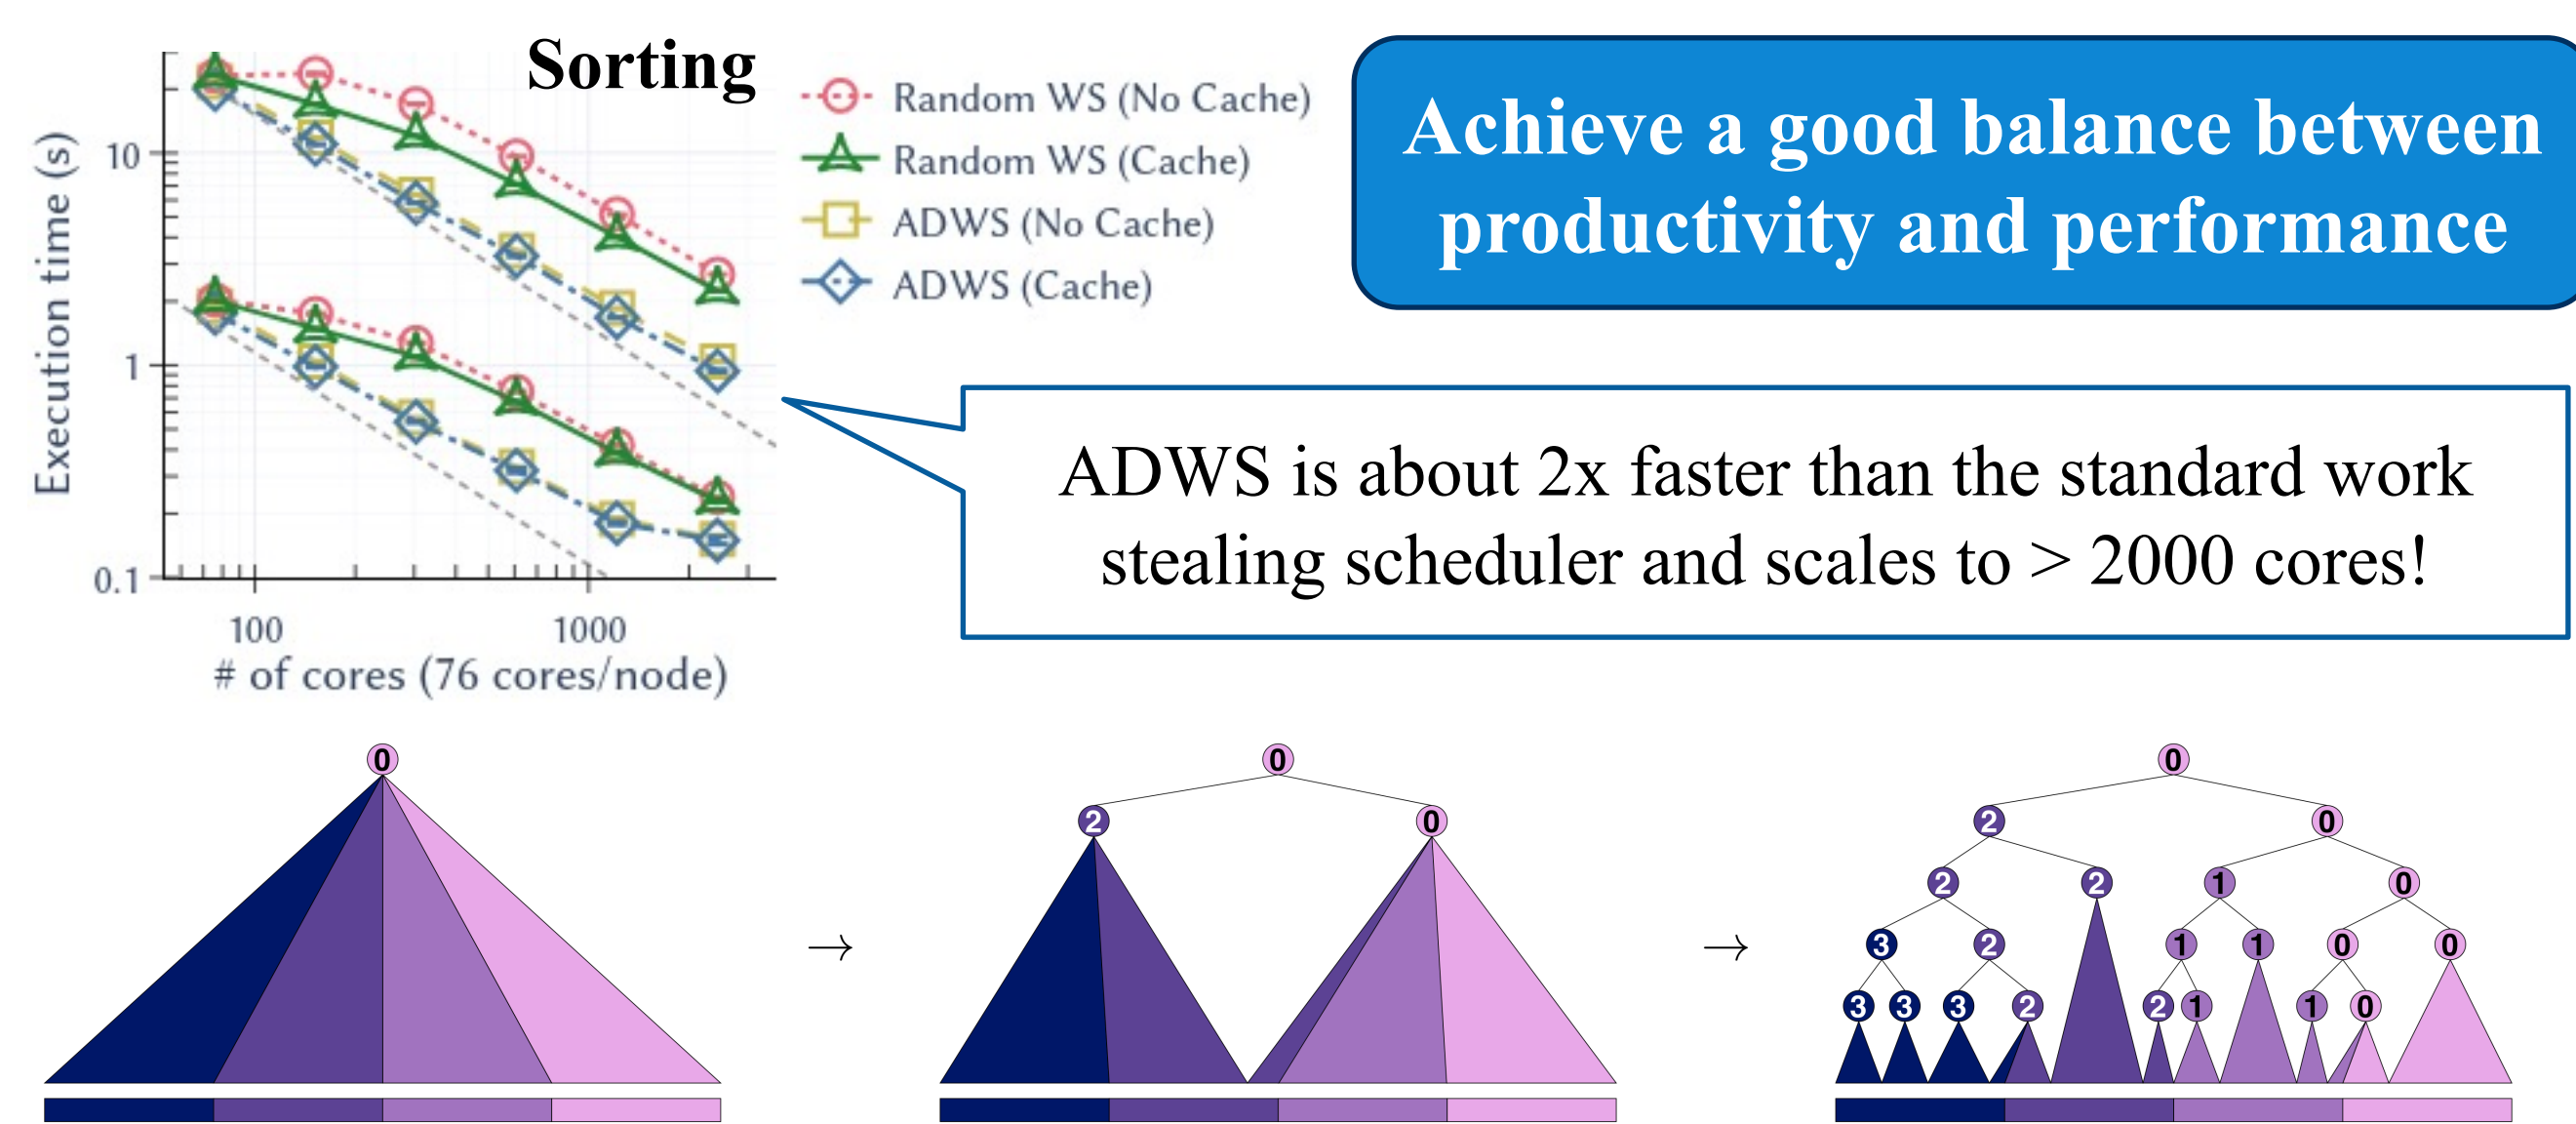 Sorting
Random WS (No Cache)
Random WS (Cache)
ADWS (No Cache)
ADWS (Cache)
Execution time (s)
10
1
0.1
100
1000
# of cores (76 cores/node)
Achieve a good balance between
productivity and performance
ADWS is about 2x faster than the standard work
stealing scheduler and scales to > 2000 cores!
0
→
0
2 0
→
0
2 0
2 2 1 0
3 2 1 1 0 0
3 3 3 2 2 1 1 0